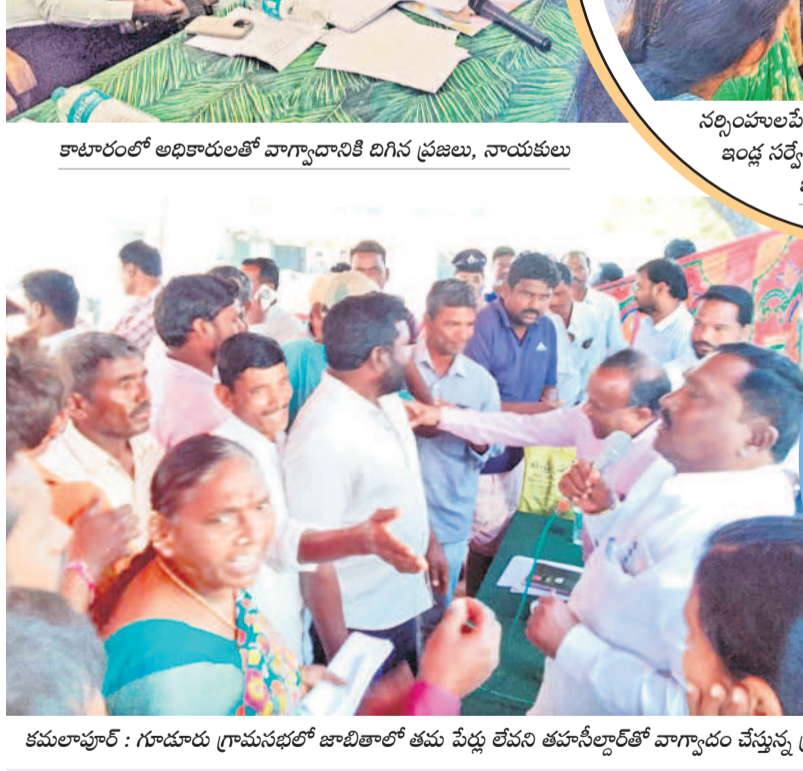 కాటారంలో అధికారులతో వాగ్వాదానికి దిగిన ప్రజలు, నాయకులు
నర్సింహులపే
ఇండ్ల సర్వే
కమలాపూర్ : గూడూరు గ్రామసభలో జాబితాలో తమ పేర్లు లేవని తహసీల్దార్‌తో వాగ్వాదం చేస్తున్న